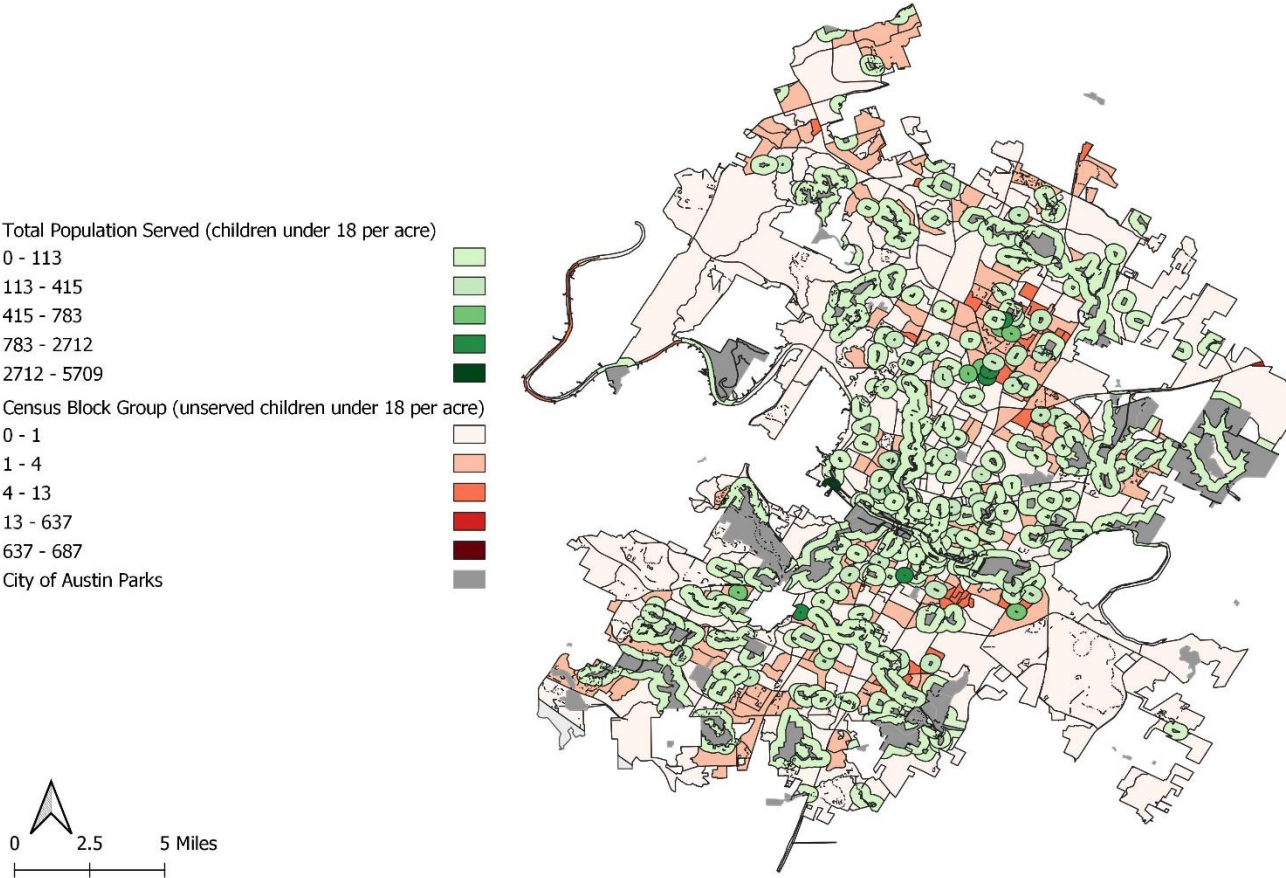 Total Population Served (children under 18 per acre)
0 - 113
113 - 415
415 - 783
783 - 2712
2712 - 5709
Census Block Group (unserved children under 18 per acre)
0 - 1
1 - 4
4 - 13
13 - 637
637 - 687
City of Austin Parks
0 2.5 5 Miles